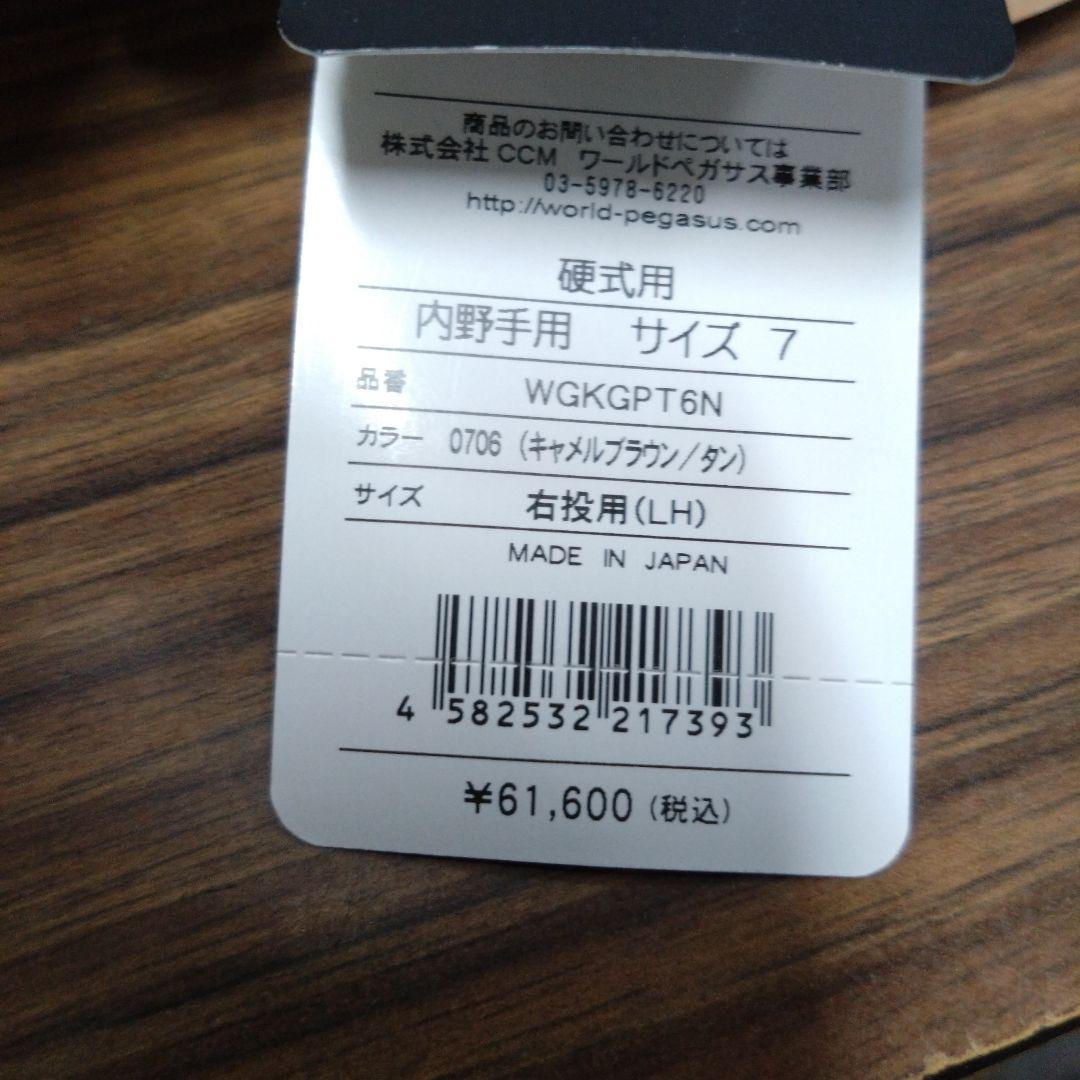 商品のお問い合わせについては
株式会社CCM ワールドペガサス事業部
03-5978-6220
http://world-pegasus.com
硬式用
内野手用 サイズ 7
品番 WGKGPT6N
カラー 0706 (キャメルブラウン/タン)
サイズ 右投用(LH)
MADE IN JAPAN
4 582532 217393
¥61,600(税込)